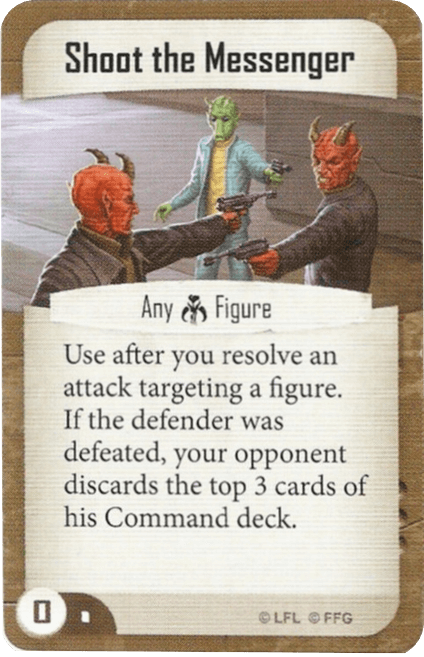 Shoot the Messenger
Any Figure
Use after you resolve an
attack targeting a figure.
If the defender was
defeated, your opponent
discards the top 3 cards of
his Command deck.
0
© LFL © FFG